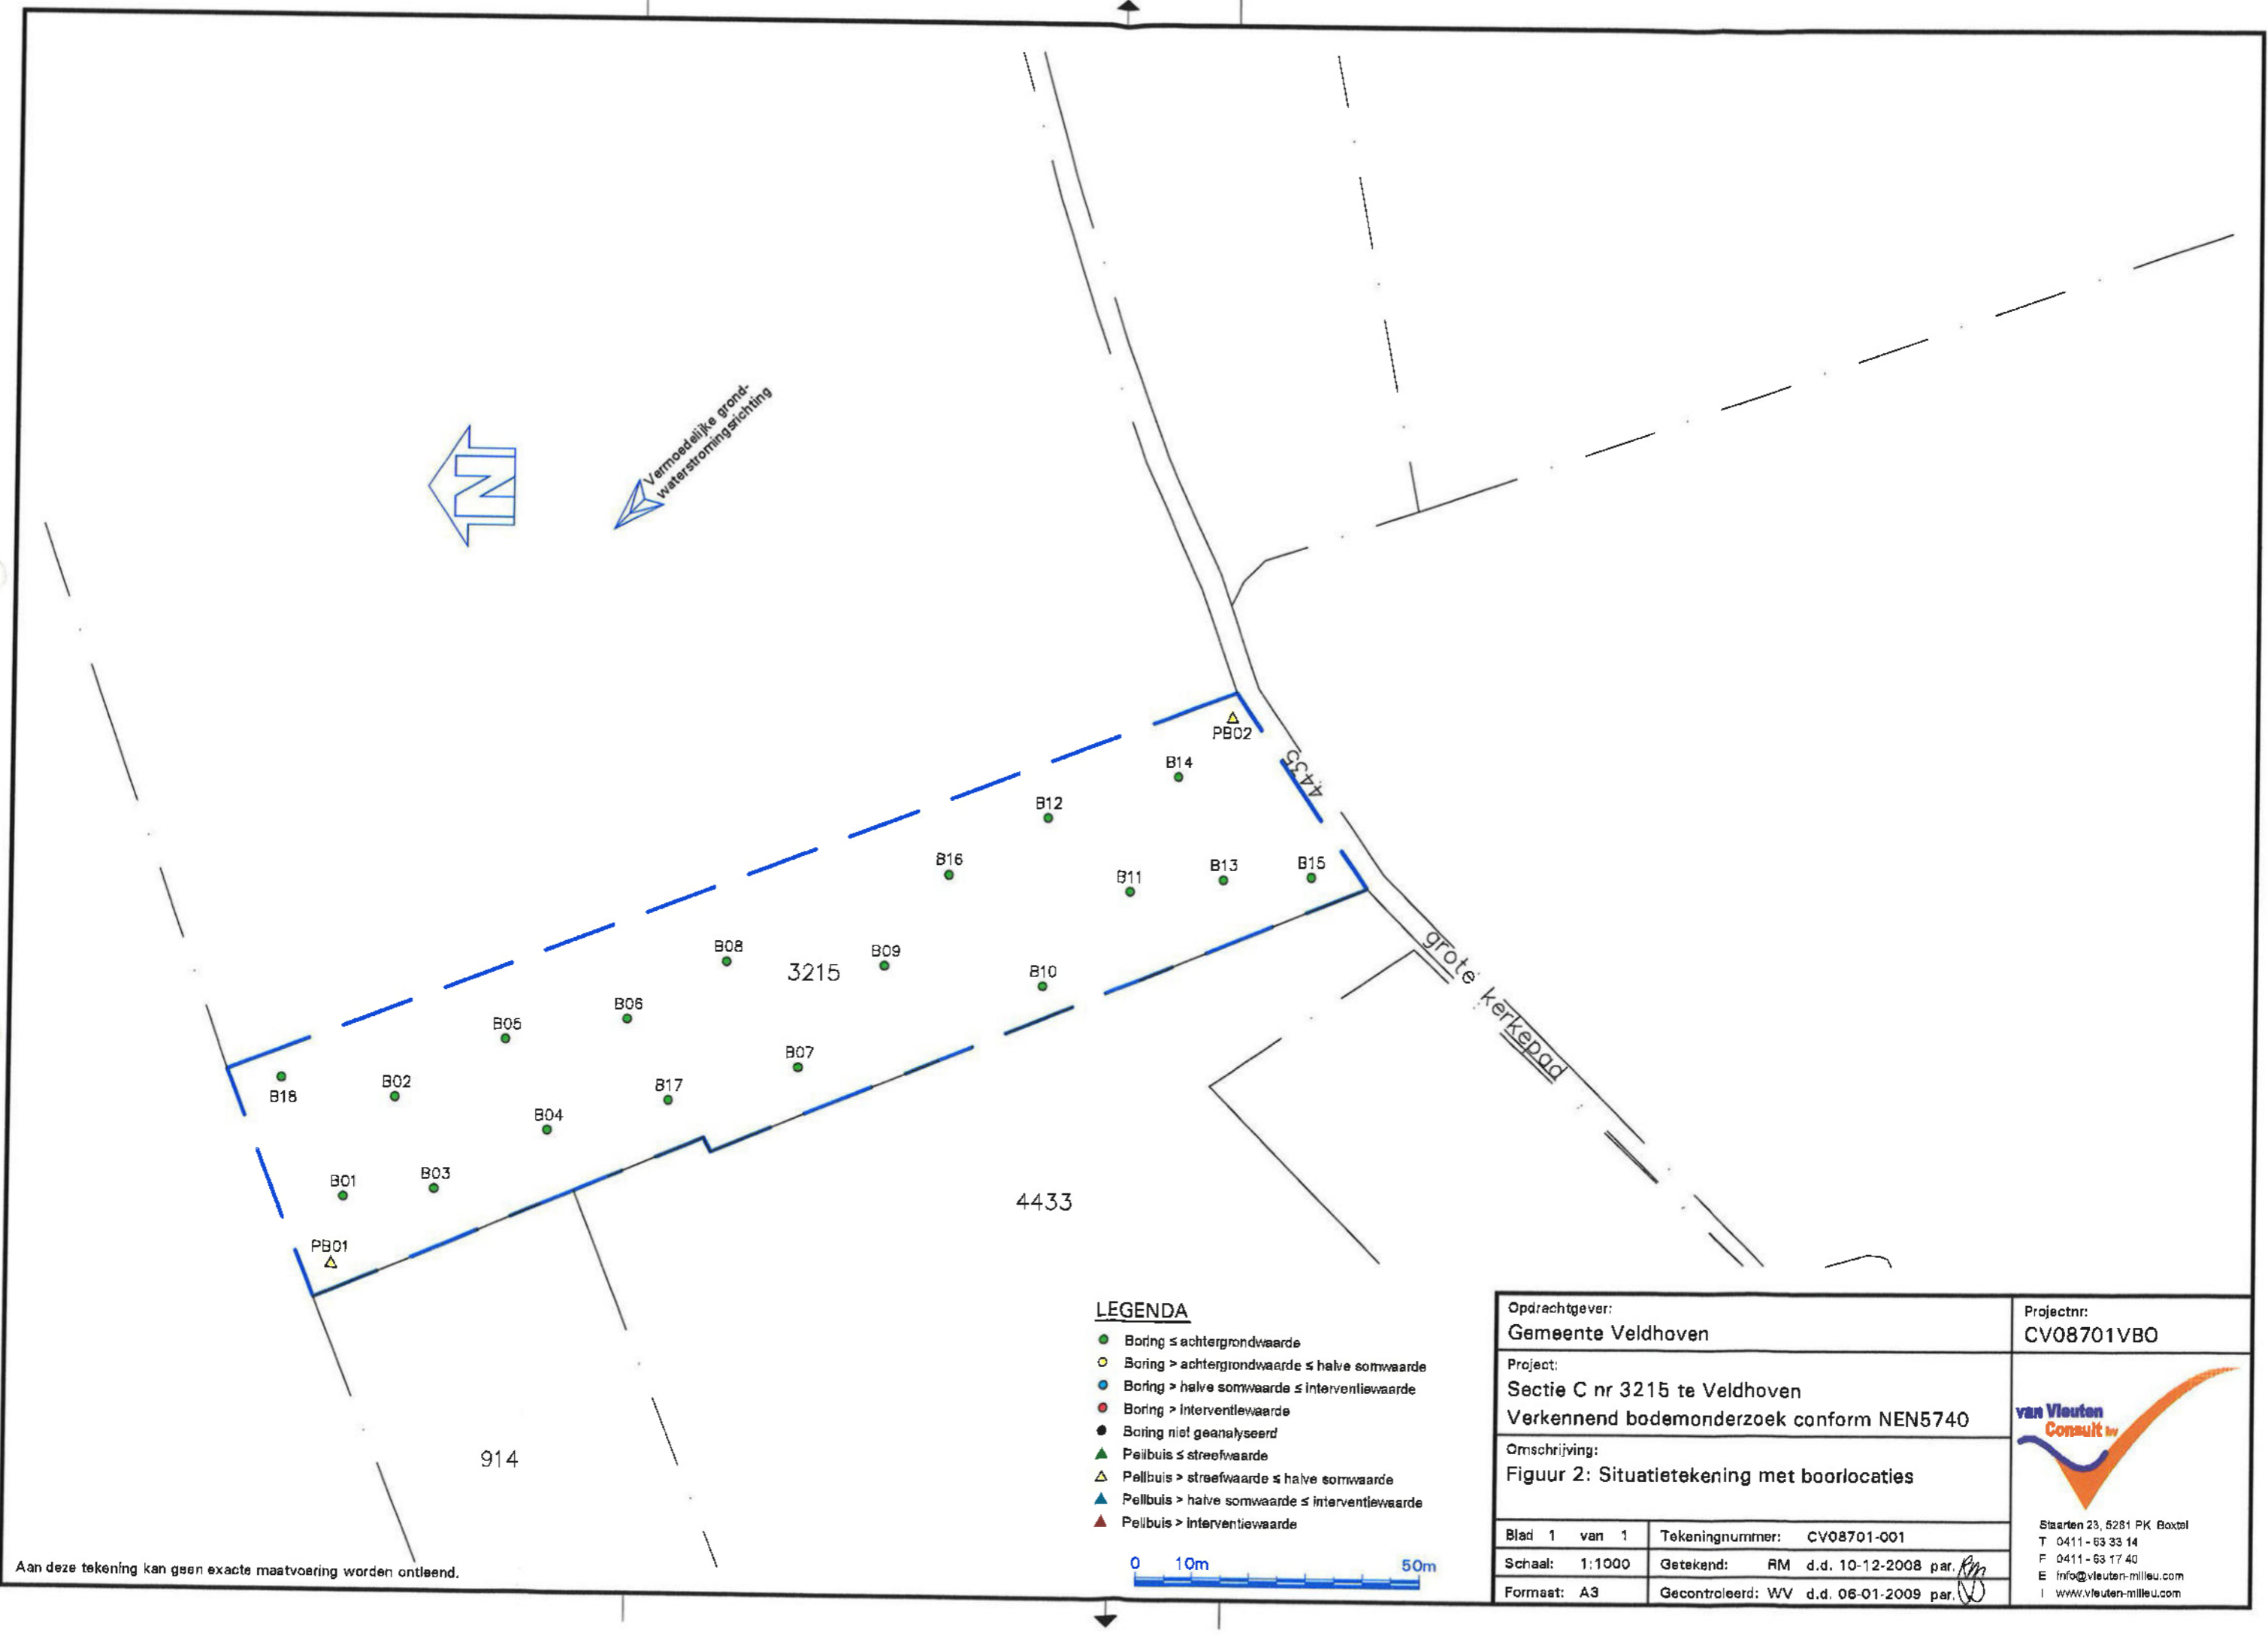 N
Vermoedelijke grond-
waterstromingsrichting
PB02
4435
B14
B12
B16
B11
B13
B15
B08
3215
B09
B10
grote kerkepad
B05
B06
B07
B18
B02
B17
B04
B01
B03
PB01
4433
914
LEGENDA
Boring ≤ achtergrondwaarde
Boring > achtergrondwaarde ≤ halve somwaarde
Boring > halve somwaarde ≤ interventiewaarde
Boring > interventiewaarde
Boring niet geanalyseerd
Peilbuis ≤ streefwaarde
Peilbuis > streefwaarde ≤ halve somwaarde
Peilbuis > halve somwaarde ≤ interventiewaarde
Peilbuis > interventiewaarde
0 10m 50m
Aan deze tekening kan geen exacte maatvoering worden ontleend.
Opdrachtgever:
Gemeente Veldhoven
Projectnr:
CV08701VBO
Project:
Sectie C nr 3215 te Veldhoven
Verkennend bodemonderzoek conform NEN5740
Omschrijving:
Figuur 2: Situatietekening met boorlocaties
van Vleuten
Consult bv
Blad 1 van 1
Tekeningnummer: CV08701-001
Schaal: 1:1000
Getekend: RM d.d. 10-12-2008 par. Rm
Formaat: A3
Gecontroleerd: WV d.d. 06-01-2009 par.
Staarten 23, 5281 PK Boxtel
T 0411 - 63 33 14
F 0411 - 63 17 40
E info@vleuten-milieu.com
I www.vleuten-milieu.com